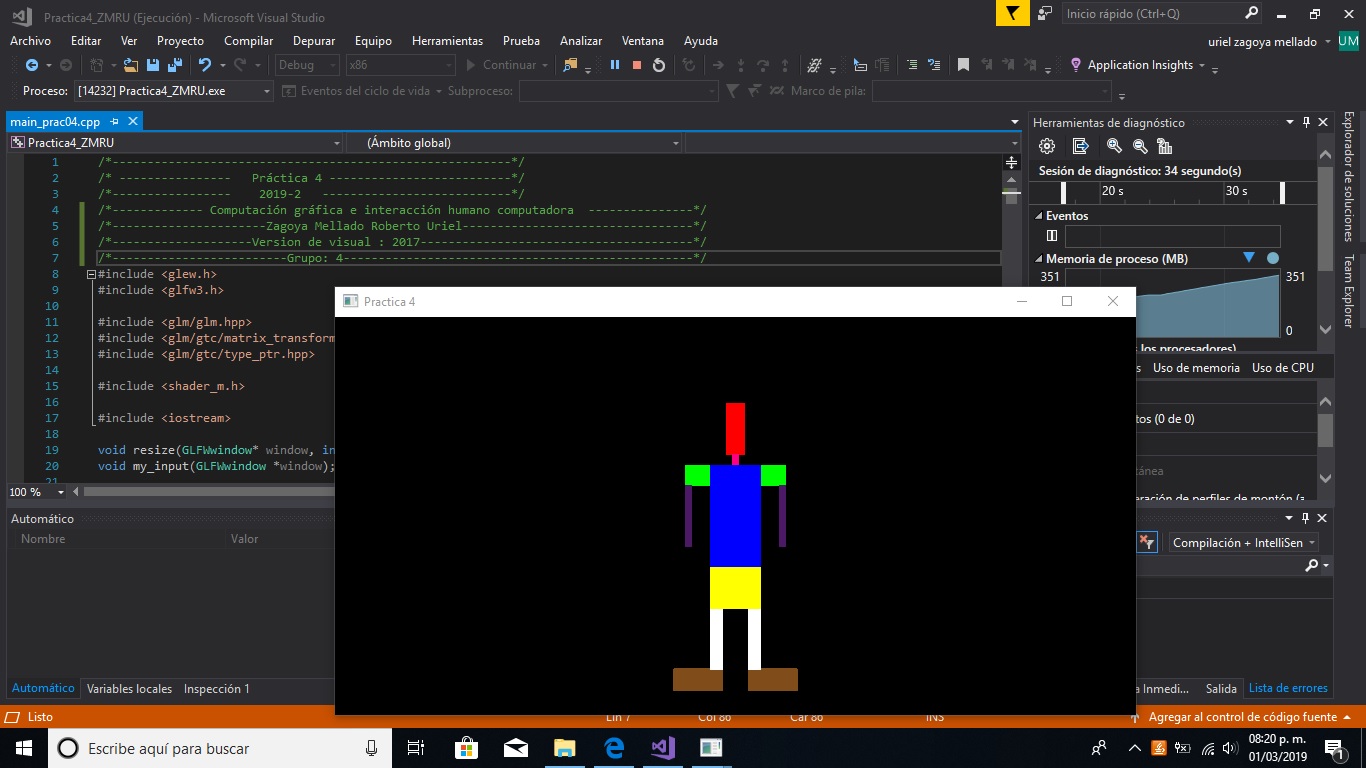 Practica4_ZMRU (Ejecución) - Microsoft Visual Studio
Inicio rápido (Ctrl+Q)
Archivo Editar Ver Proyecto Compilar Depurar Equipo Herramientas Prueba Analizar Ventana Ayuda
uriel zagoya mellado UM
Debug x86 Continuar Application Insights
Proceso: [14232] Practica4_ZMRU.exe Eventos del ciclo de vida Subproceso: Marco de pila:
main_prac04.cpp
Practica4_ZMRU (Ámbito global)
1 /*---------------------------------------------------------*/
2 /* ---------------- Práctica 4 --------------------------*/
3 /*---------------- 2019-2 ---------------------------*/
4 /*------------- Computación gráfica e interacción humano computadora ---------------*/
5 /*----------------------Zagoya Mellado Roberto Uriel---------------------------------*/
6 /*--------------------Version de visual : 2017---------------------------------------*/
7 /*-------------------------Grupo: 4--------------------------------------------------*/
8 #include <glew.h>
9 #include <glfw3.h>
10
11 #include <glm/glm.hpp>
12 #include <glm/gtc/matrix_transform
13 #include <glm/gtc/type_ptr.hpp>
14
15 #include <shader_m.h>
16
17 #include <iostream>
18
19 void resize(GLFWwindow* window, in
20 void my_input(GLFWwindow *window);
21
100 %
Herramientas de diagnóstico
Sesión de diagnóstico: 34 segundo(s)
20 s 30 s
Eventos
Memoria de proceso (MB)
351 351
0
los procesadores)
s Uso de memoria Uso de CPU
tos (0 de 0)
tánea
eración de perfiles de montón (a
Explorador de soluciones
Team Explorer
Practica 4
Automático
Nombre Valor
Compilación + IntelliSen
Automático Variables locales Inspección 1
a Inmedi... Salida Lista de errores
Listo Lín 7 Col 86 Car 86 INS Agregar al control de código fuente
Escribe aquí para buscar
08:20 p. m.
01/03/2019
1